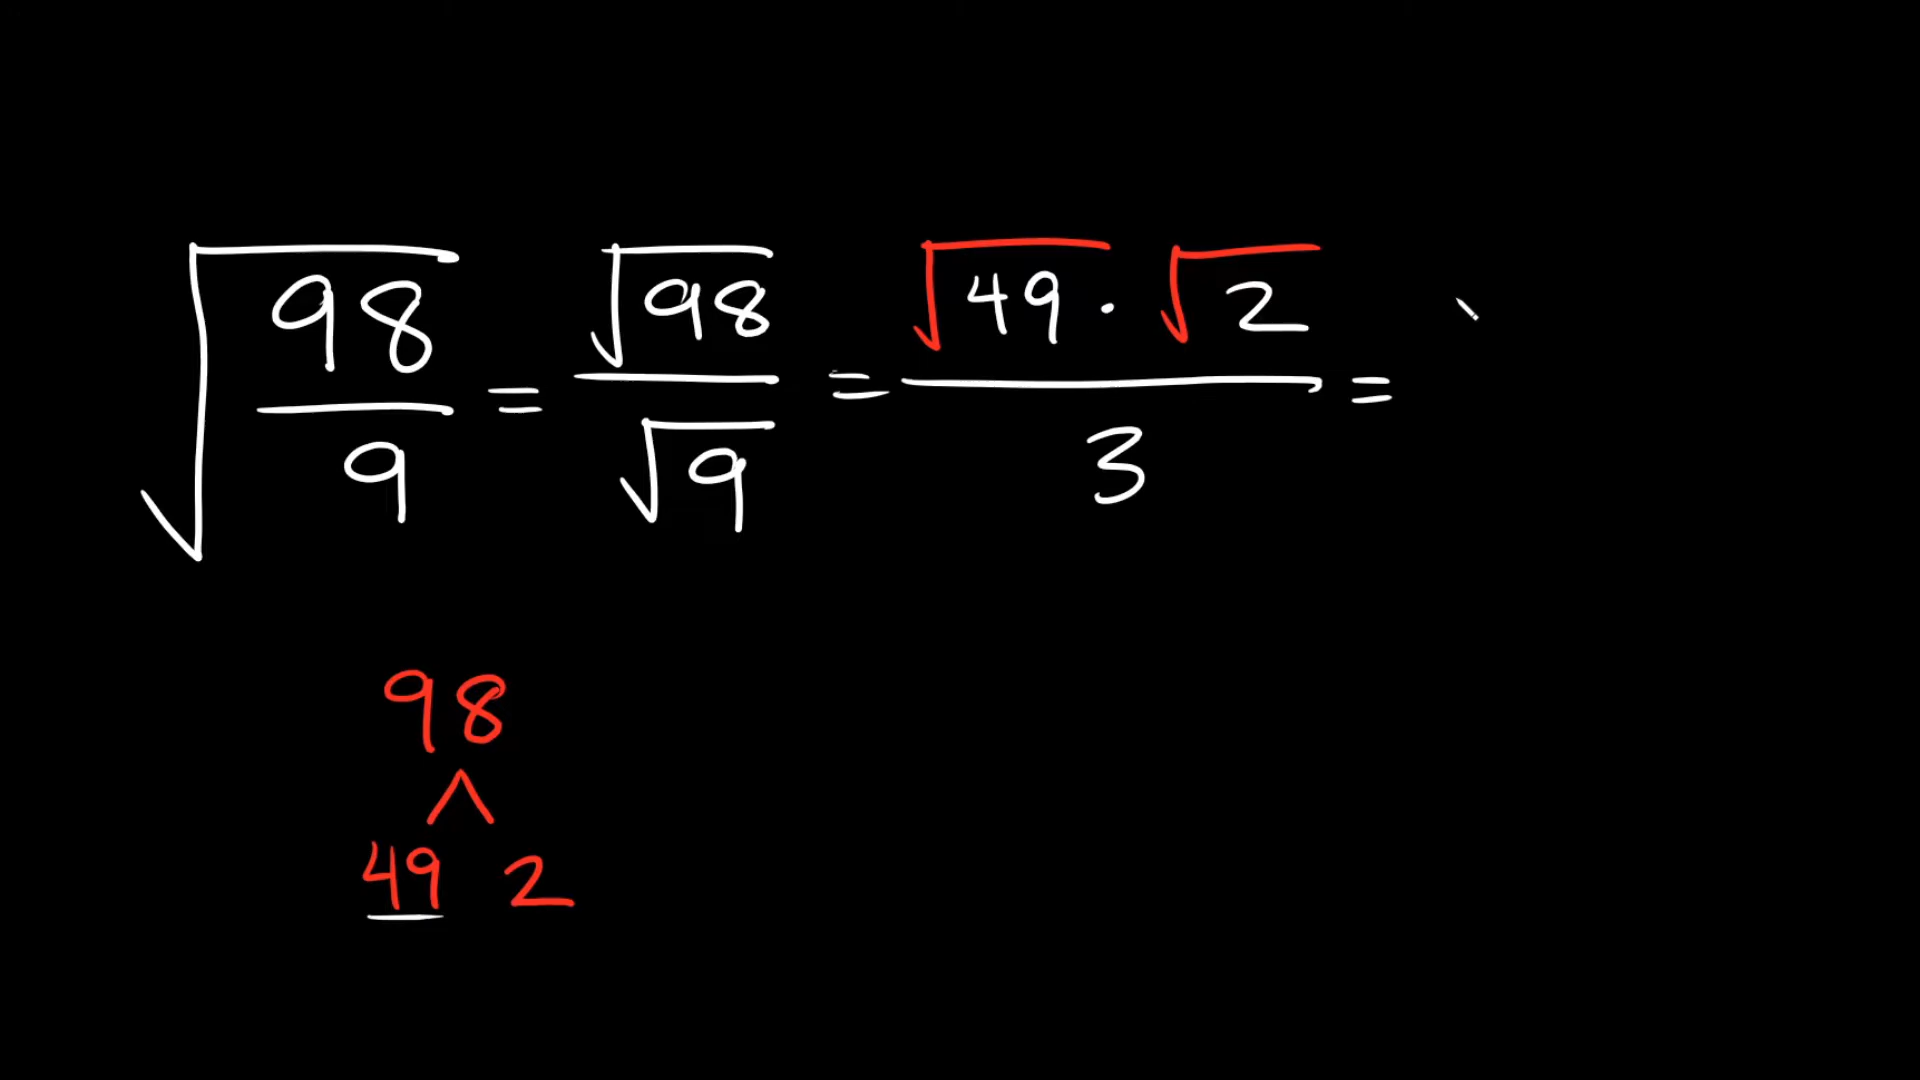 √(98/9) = √98/√9 = √49 · √2/3 =
98
49 2